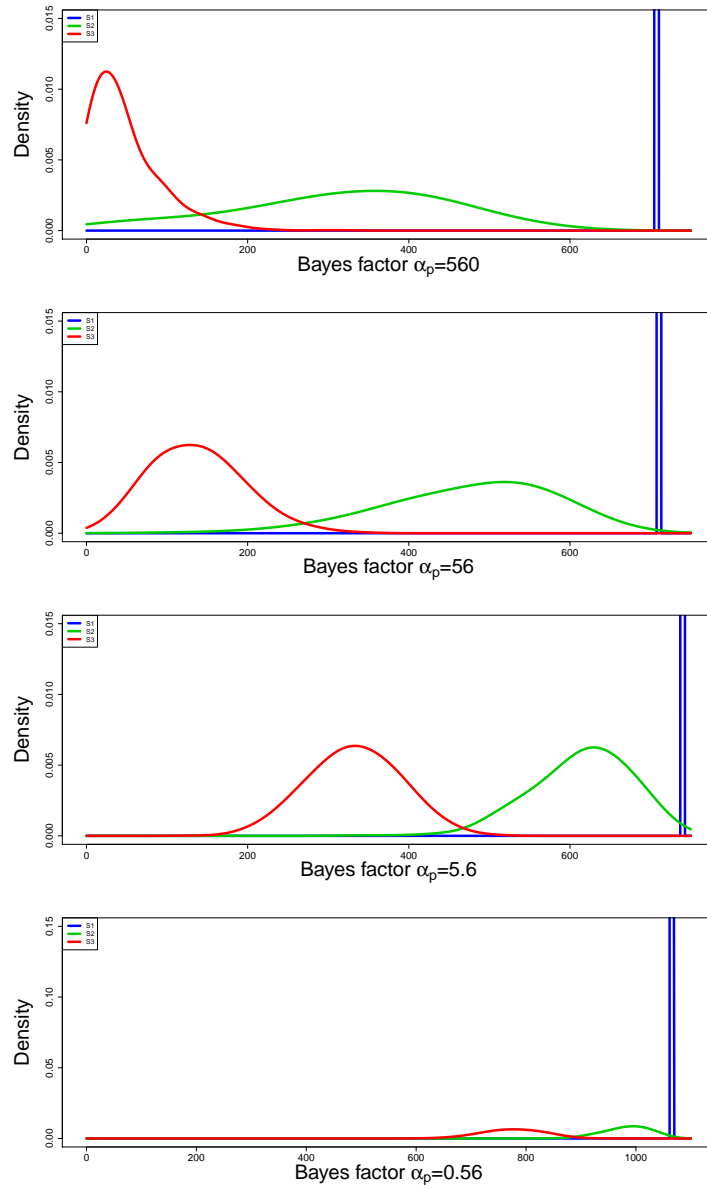 0.015
S1
S2
S3
0.010
Density
0.005
0.000
0 200 400 600
Bayes factor αp=560
0.015
S1
S2
S3
0.010
Density
0.005
0.000
0 200 400 600
Bayes factor αp=56
0.015
S1
S2
S3
0.010
Density
0.005
0.000
0 200 400 600
Bayes factor αp=5.6
0.15
S1
S2
S3
0.10
Density
0.05
0.00
0 200 400 600 800 1000
Bayes factor αp=0.56